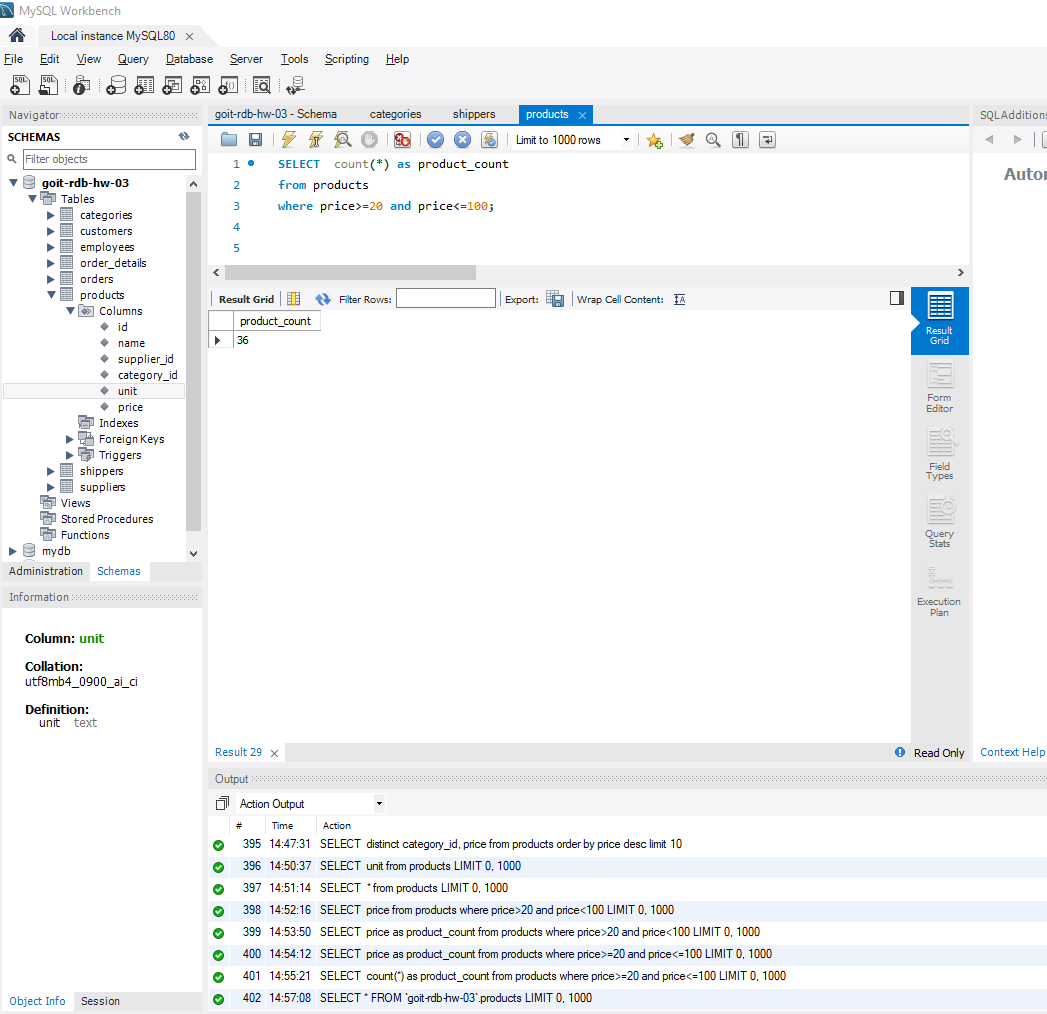 MySQL Workbench
Local instance MySQL80
File Edit View Query Database Server Tools Scripting Help
Navigator
SCHEMAS
Filter objects
goit-rdb-hw-03
Tables
categories
customers
employees
order_details
orders
products
Columns
id
name
supplier_id
category_id
unit
price
Indexes
Foreign Keys
Triggers
shippers
suppliers
Views
Stored Procedures
Functions
mydb
Administration Schemas
Information
Column: unit
Collation:
utf8mb4_0900_ai_ci
Definition:
unit text
Object Info Session
goit-rdb-hw-03 - Schema categories shippers products
Limit to 1000 rows
1 SELECT count(*) as product_count
2 from products
3 where price>=20 and price<=100;
4
5
Result Grid Filter Rows: Export: Wrap Cell Content:
product_count
36
Result Grid
Form Editor
Field Types
Query Stats
Execution Plan
Result 29 Read Only
Output
Action Output
# Time Action
395 14:47:31 SELECT distinct category_id, price from products order by price desc limit 10
396 14:50:37 SELECT unit from products LIMIT 0, 1000
397 14:51:14 SELECT * from products LIMIT 0, 1000
398 14:52:16 SELECT price from products where price>20 and price<100 LIMIT 0, 1000
399 14:53:50 SELECT price as product_count from products where price>20 and price<100 LIMIT 0, 1000
400 14:54:12 SELECT price as product_count from products where price>=20 and price<=100 LIMIT 0, 1000
401 14:55:21 SELECT count(*) as product_count from products where price>=20 and price<=100 LIMIT 0, 1000
402 14:57:08 SELECT * FROM `goit-rdb-hw-03`.products LIMIT 0, 1000
SQLAdditions
Autor
Context Help